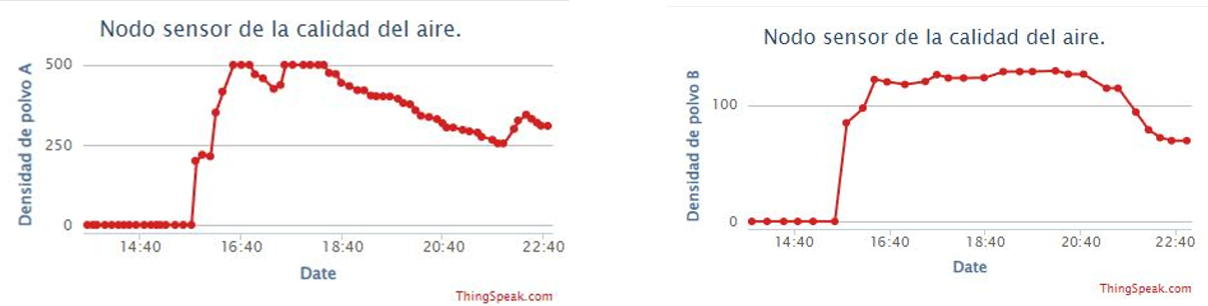 Nodo sensor de la calidad del aire.
Densidad de polvo A
500
250
0
14:40 16:40 18:40 20:40 22:40
Date
ThingSpeak.com
Nodo sensor de la calidad del aire.
Densidad de polvo B
100
0
14:40 16:40 18:40 20:40 22:40
Date
ThingSpeak.com